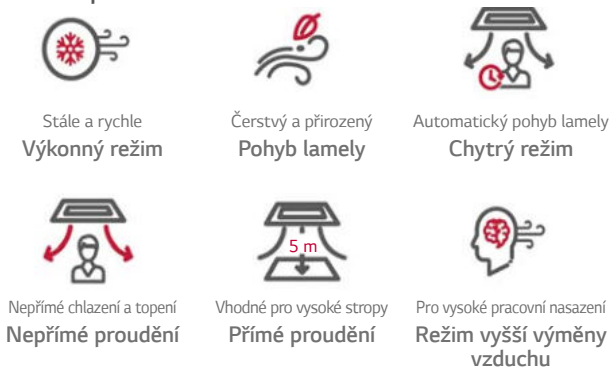 Stále a rychle
Výkonný režim
Čerstvý a přirozený
Pohyb lamely
Automatický pohyb lamely
Chytrý režim
Nepřímé chlazení a topení
Nepřímé proudění
5 m
Vhodné pro vysoké stropy
Přímé proudění
Pro vysoké pracovní nasazení
Režim vyšší výměny
vzduchu